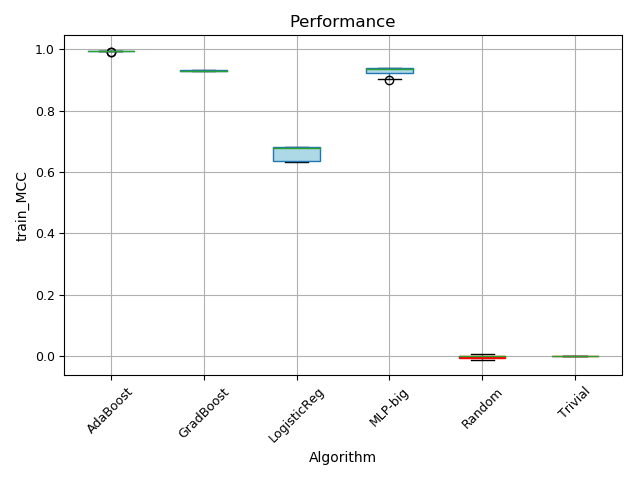 Performance
train_MCC
1.0
0.8
0.6
0.4
0.2
0.0
AdaBoost
GradBoost
LogisticReg
MLP-big
Random
Trivial
Algorithm